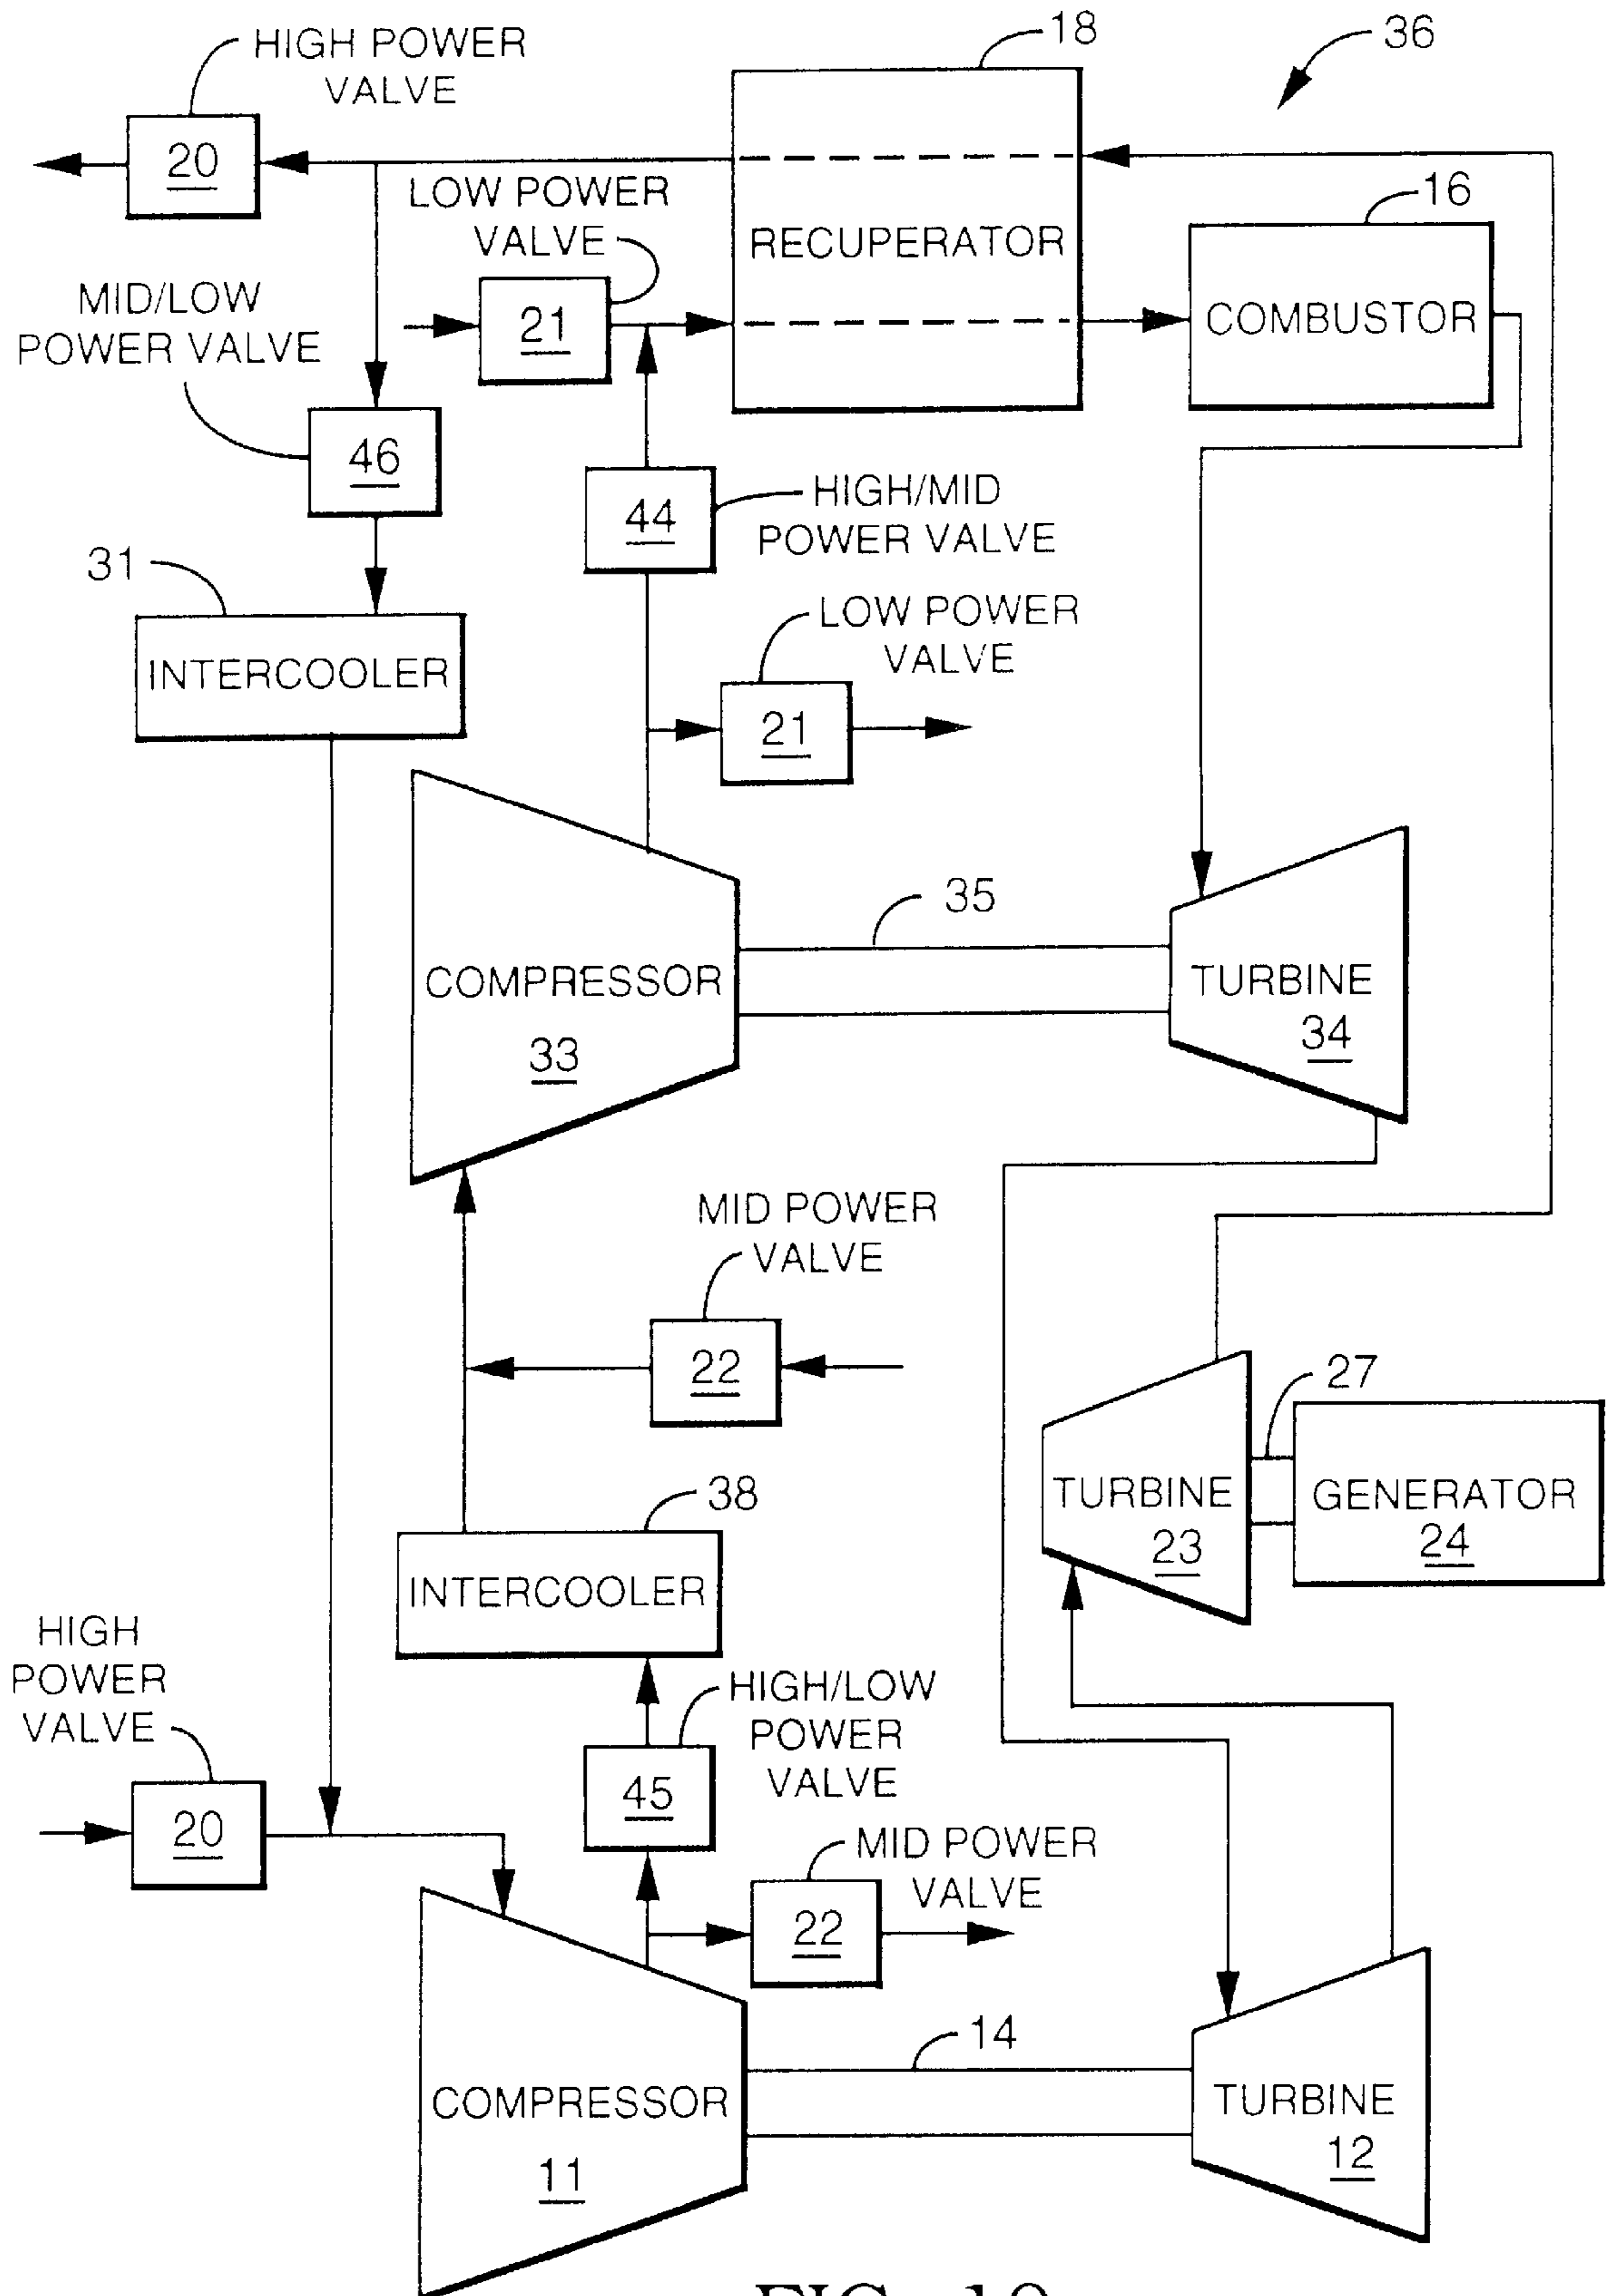 HIGH POWER
VALVE
20
18
36
LOW POWER
VALVE
21
RECUPERATOR
16
COMBUSTOR
MID/LOW
POWER VALVE
46
44
HIGH/MID
POWER VALVE
31
INTERCOOLER
LOW POWER
VALVE
21
35
COMPRESSOR
33
TURBINE
34
MID POWER
VALVE
22
27
TURBINE
23
GENERATOR
24
38
INTERCOOLER
HIGH
POWER
VALVE
20
HIGH/LOW
POWER
VALVE
45
MID POWER
VALVE
22
14
COMPRESSOR
11
TURBINE
12